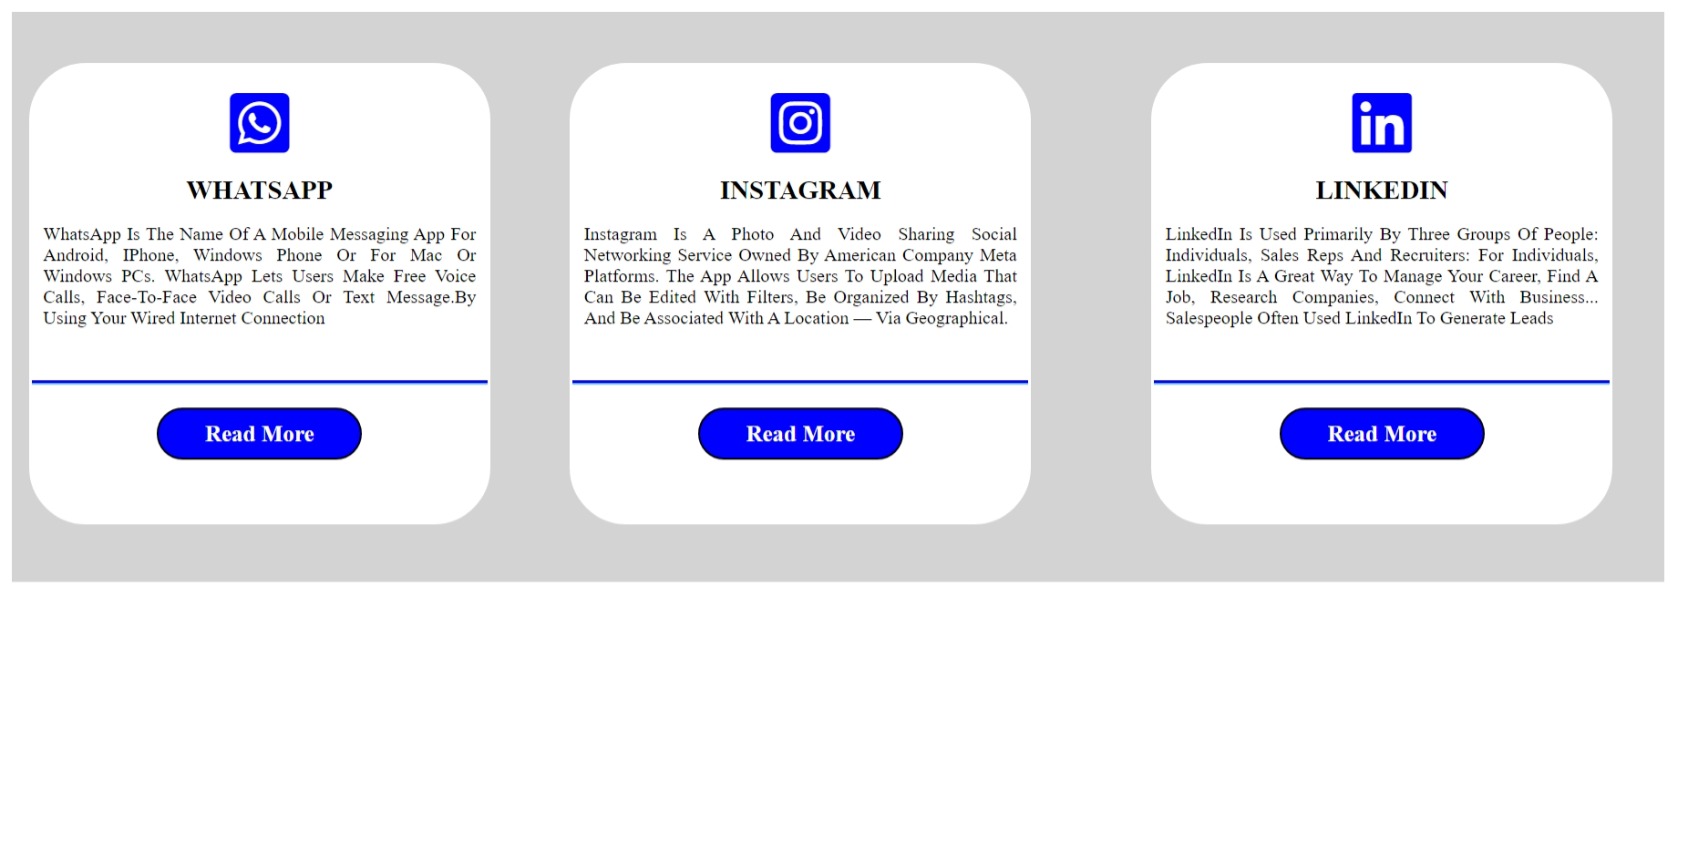 WHATSAPP
WhatsApp Is The Name Of A Mobile Messaging App For
Android, IPhone, Windows Phone Or For Mac Or
Windows PCs. WhatsApp Lets Users Make Free Voice
Calls, Face-To-Face Video Calls Or Text Message.By
Using Your Wired Internet Connection
Read More
INSTAGRAM
Instagram Is A Photo And Video Sharing Social
Networking Service Owned By American Company Meta
Platforms. The App Allows Users To Upload Media That
Can Be Edited With Filters, Be Organized By Hashtags,
And Be Associated With A Location — Via Geographical.
Read More
in
LINKEDIN
LinkedIn Is Used Primarily By Three Groups Of People:
Individuals, Sales Reps And Recruiters: For Individuals,
LinkedIn Is A Great Way To Manage Your Career, Find A
Job, Research Companies, Connect With Business...
Salespeople Often Used LinkedIn To Generate Leads
Read More